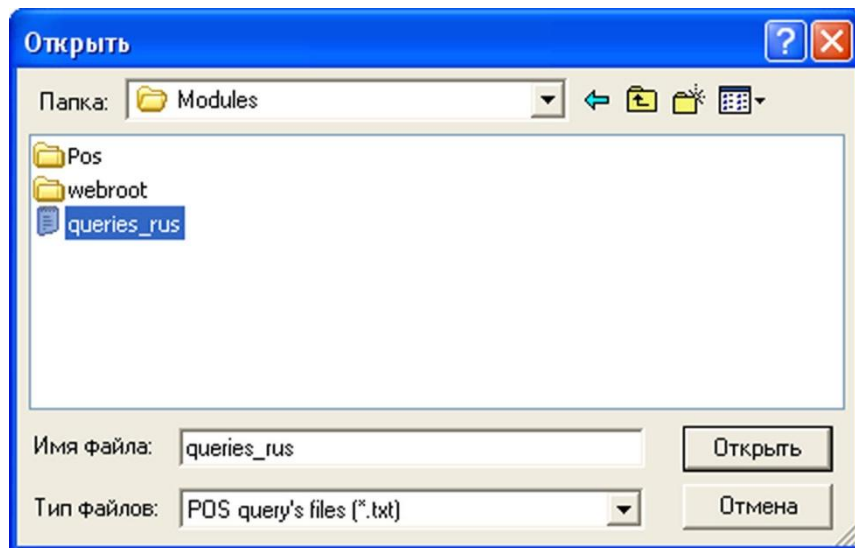 Открыть
Папка: Modules
Pos
webroot
queries_rus
Имя файла: queries_rus Открыть
Тип файлов: POS query's files (*.txt) Отмена